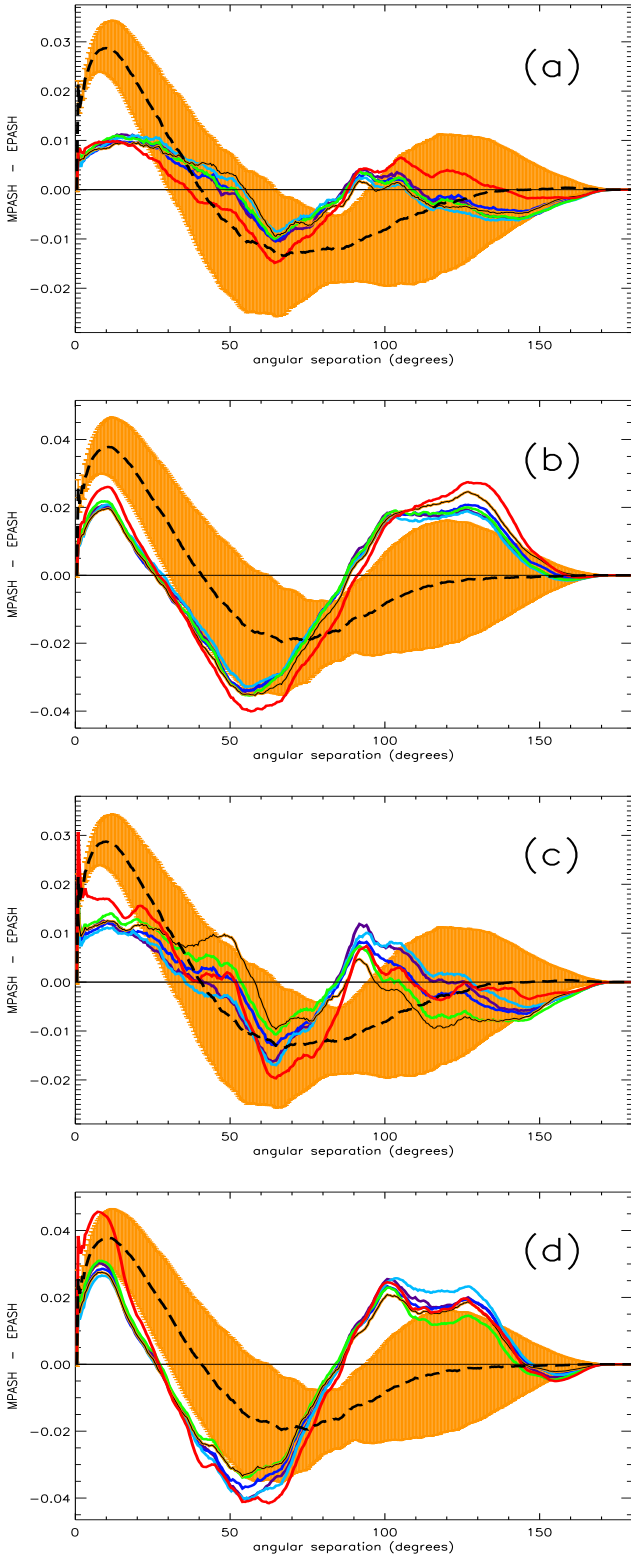 (a)
MPASH - EPASH
0.03
0.02
0.01
0.00
-0.01
-0.02
0 50 100 150
angular separation (degrees)
(b)
MPASH - EPASH
0.04
0.02
0.00
-0.02
-0.04
0 50 100 150
angular separation (degrees)
(c)
MPASH - EPASH
0.03
0.02
0.01
0.00
-0.01
-0.02
0 50 100 150
angular separation (degrees)
(d)
MPASH - EPASH
0.04
0.02
0.00
-0.02
-0.04
0 50 100 150
angular separation (degrees)